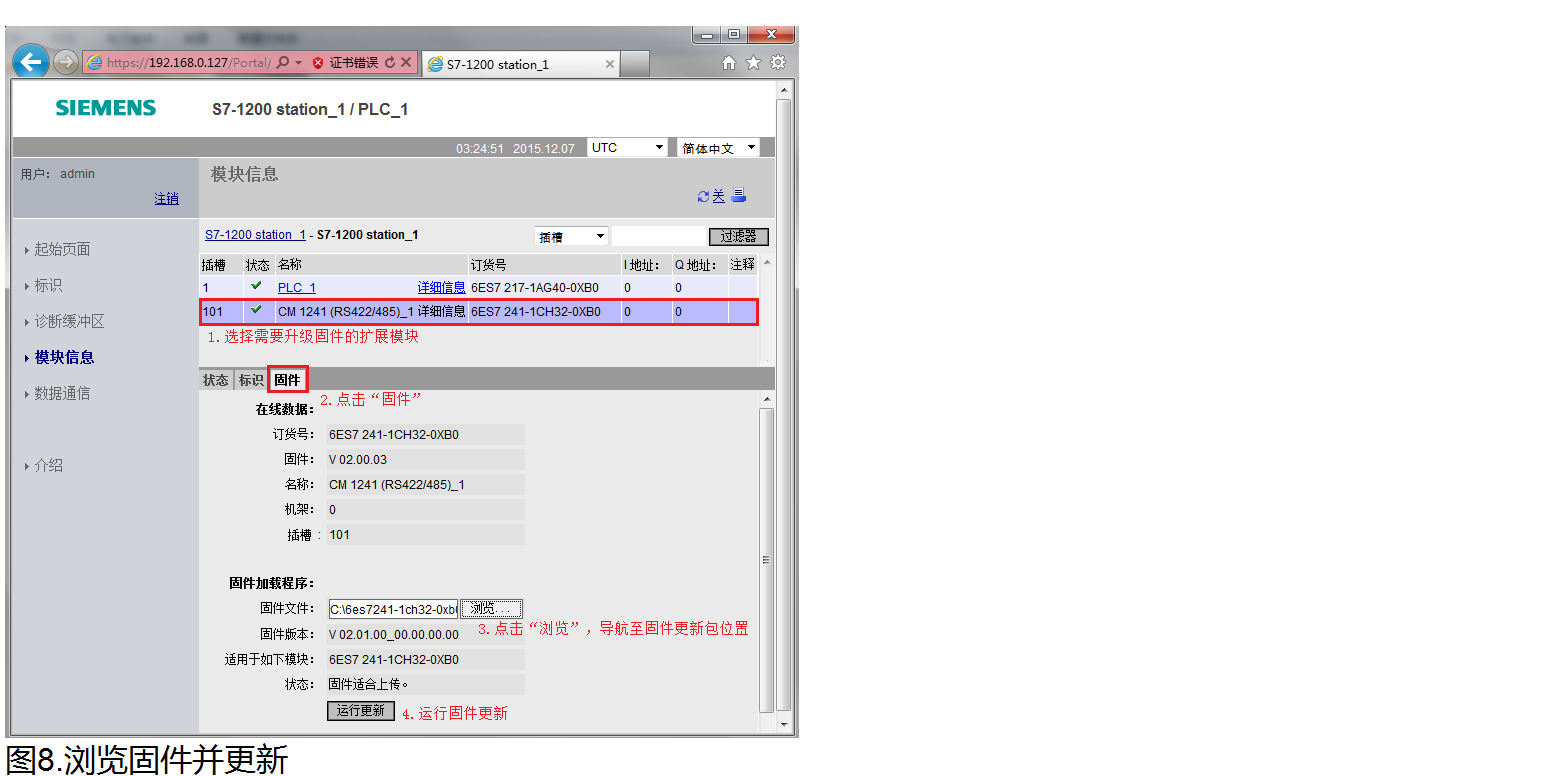 https://192.168.0.127/Portal/ 证书错误 S7-1200 station_1
SIEMENS S7-1200 station_1 / PLC_1
03:24:51 2015.12.07 UTC 简体中文
用户: admin 模块信息
注销 关
S7-1200 station_1 - S7-1200 station_1 插槽 过滤器
起始页面
标识
诊断缓冲区
模块信息
数据通信
介绍
插槽 状态 名称 订货号 I 地址: Q 地址: 注释
1 PLC_1 详细信息 6ES7 217-1AG40-0XB0 0 0
101 CM 1241 (RS422/485)_1 详细信息 6ES7 241-1CH32-0XB0 0 0
1. 选择需要升级固件的扩展模块
状态 标识 固件
2. 点击“固件”
在线数据:
订货号: 6ES7 241-1CH32-0XB0
固件: V 02.00.03
名称: CM 1241 (RS422/485)_1
机架: 0
插槽 : 101
固件加载程序:
固件文件: C:\6es7241-1ch32-0xb 浏览...
3. 点击“浏览”，导航至固件更新包位置
固件版本: V 02.01.00_00.00.00.00
适用于如下模块: 6ES7 241-1CH32-0XB0
状态: 固件适合上传。
运行更新 4. 运行固件更新
图8.浏览固件并更新